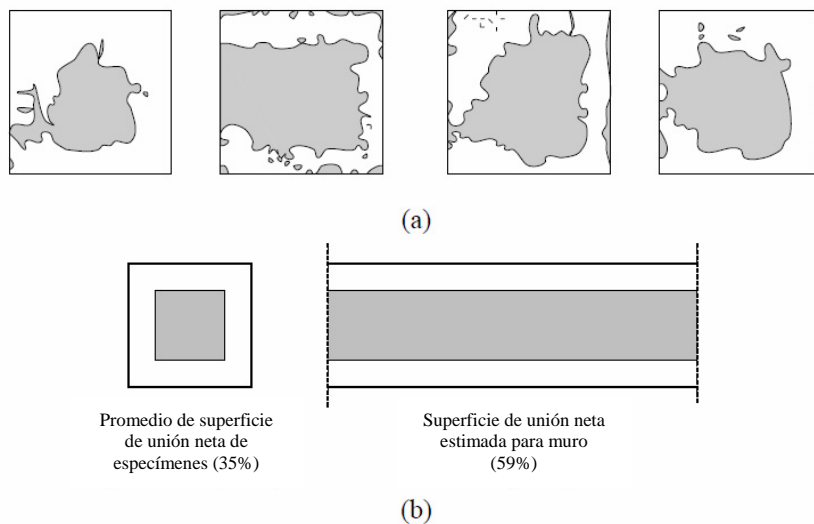 (a)
Promedio de superficie
de unión neta de
especímenes (35%)
Superficie de unión neta
estimada para muro
(59%)
(b)